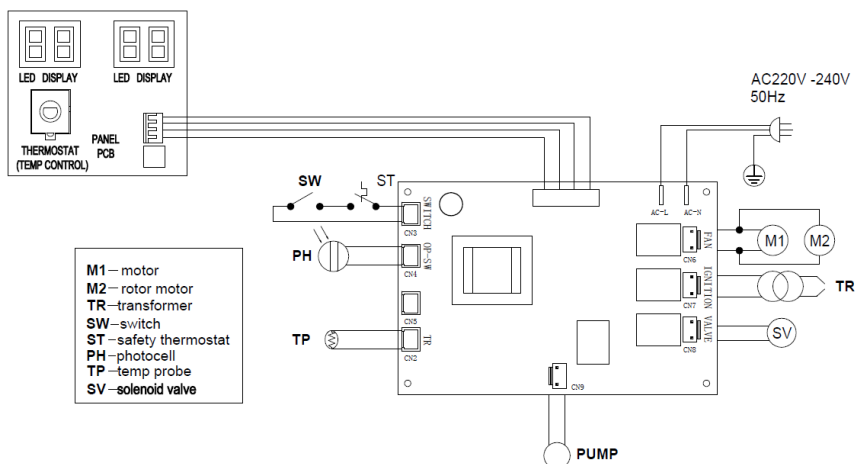 LED DISPLAY
LED DISPLAY
THERMOSTAT
(TEMP CONTROL)
PANEL
PCB
AC220V -240V
50Hz
SW
ST
SWITCH
CN3
PH
OP-SW
CN4
CN5
TP
TR
CN2
AC-L
AC-N
FAN
CN6
M1
M2
IGNITION
CN7
TR
VALVE
CN8
SV
CN9
PUMP
M1—motor
M2—rotor motor
TR—transformer
SW—switch
ST—safety thermostat
PH—photocell
TP—temp probe
SV—solenoid valve